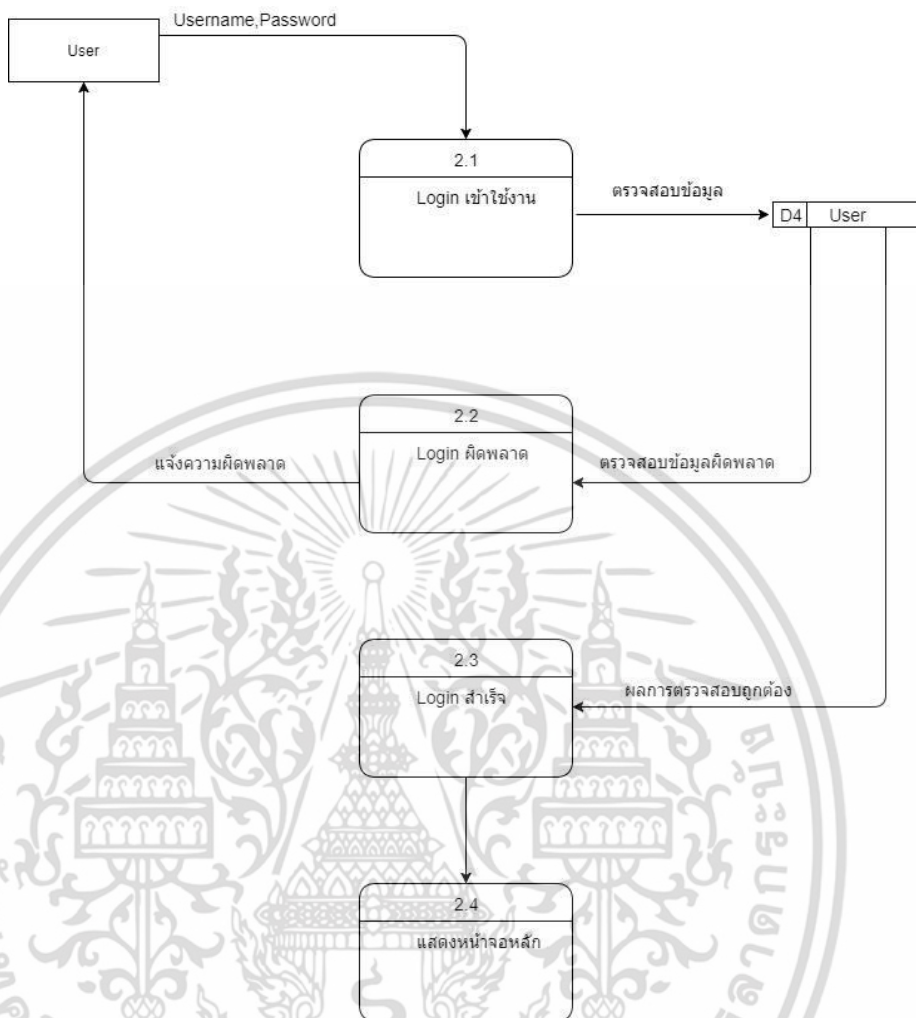 Username,Password
User
2.1
Login เข้าใช้งาน
ตรวจสอบข้อมูล
D4 User
2.2
Login ผิดพลาด
แจ้งความผิดพลาด
ตรวจสอบข้อมูลผิดพลาด
2.3
Login สำเร็จ
ผลการตรวจสอบถูกต้อง
2.4
แสดงหน้าจอหลัก